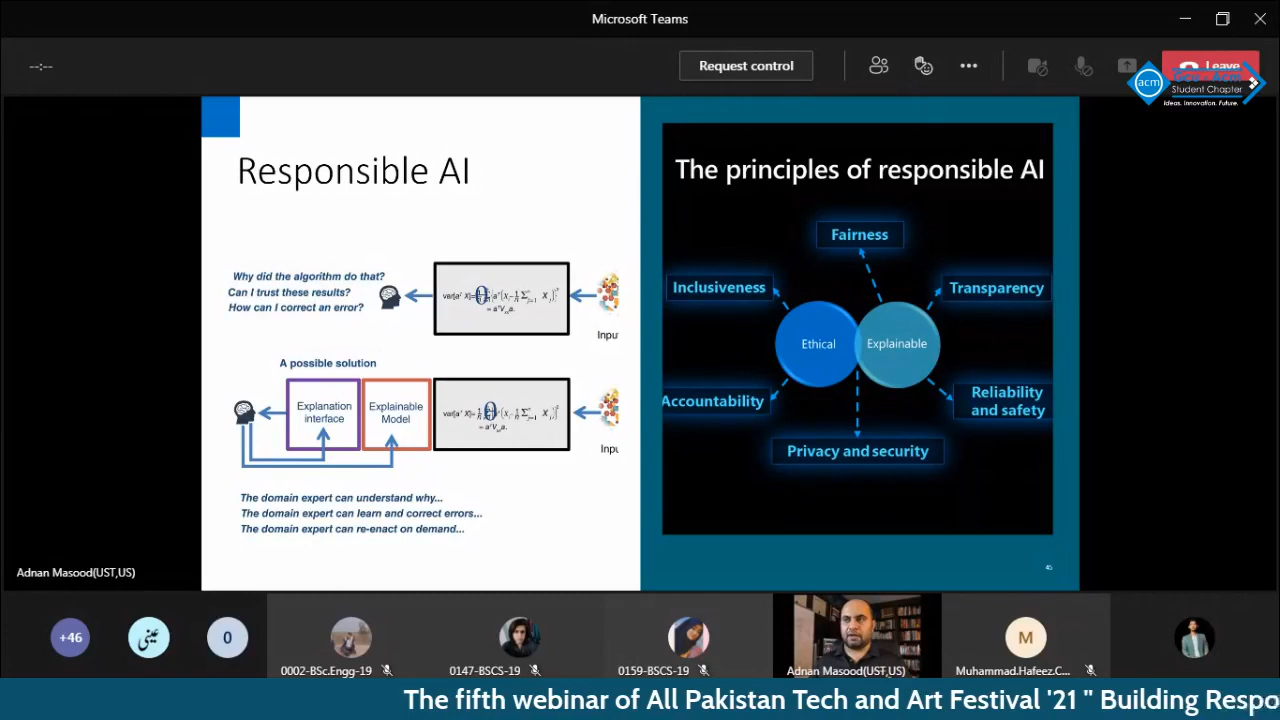 Microsoft Teams
--:--
Request control
Leave
acm
Student Chapter
Ideas. Innovation. Future.
Responsible AI
Why did the algorithm do that?
Can I trust these results?
How can I correct an error?
Inpu
A possible solution
Explanation
interface
Explainable
Model
Inpu
The domain expert can understand why...
The domain expert can learn and correct errors...
The domain expert can re-enact on demand...
The principles of responsible AI
Fairness
Inclusiveness
Transparency
Ethical
Explainable
Accountability
Reliability
and safety
Privacy and security
45
Adnan Masood(UST,US)
+46
عینی
0
0002-BSc.Engg-19
0147-BSCS-19
0159-BSCS-19
Adnan Masood(UST,US)
M
Muhammad.Hafeez.C...
The fifth webinar of All Pakistan Tech and Art Festival '21 " Building Respo